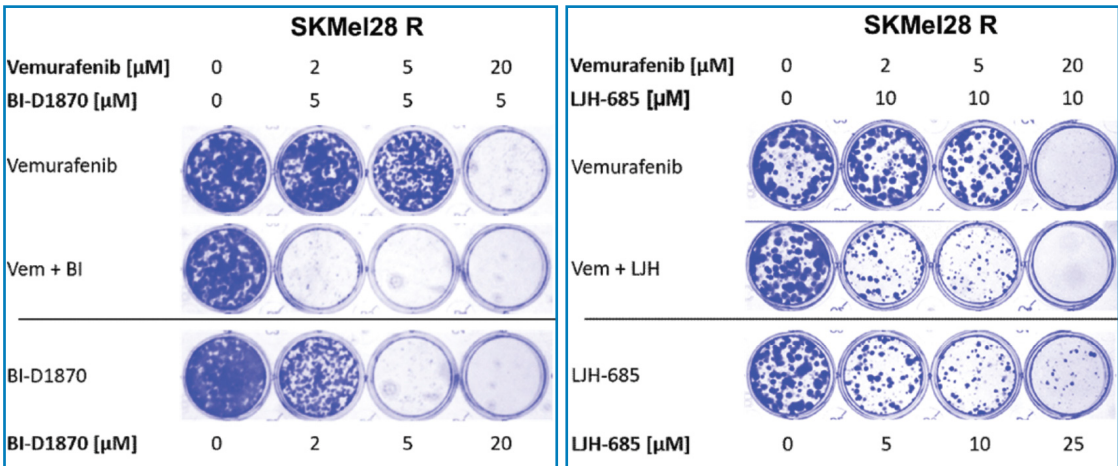 SKMel28 R
Vemurafenib [µM] 0 2 5 20
BI-D1870 [µM] 0 5 5 5
Vemurafenib
Vem + BI
BI-D1870
BI-D1870 [µM] 0 2 5 20
SKMel28 R
Vemurafenib [µM] 0 2 5 20
LJH-685 [µM] 0 10 10 10
Vemurafenib
Vem + LJH
LJH-685
LJH-685 [µM] 0 5 10 25